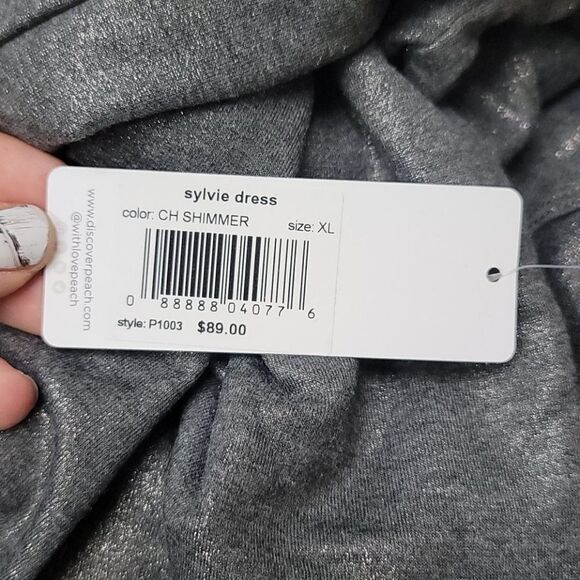 sylvie dress
color: CH SHIMMER size: XL
0 88888 04077 6
style: P1003 $89.00
www.discoverpeach.com
@withlovepeach